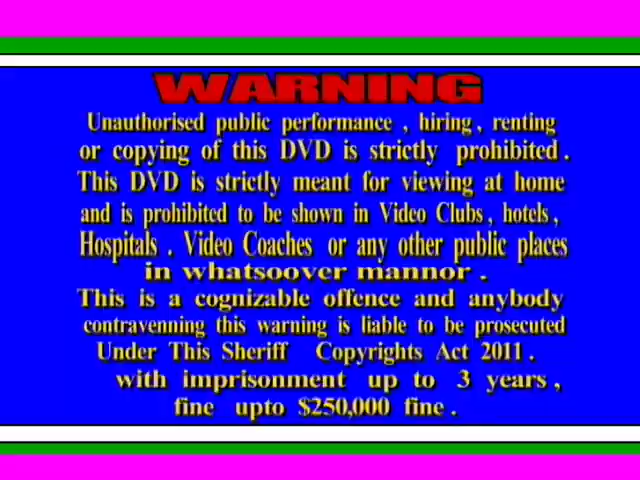 WARNING
Unauthorised public performance , hiring , renting
or copying of this DVD is strictly prohibited .
This DVD is strictly meant for viewing at home
and is prohibited to be shown in Video Clubs , hotels ,
Hospitals . Video Coaches or any other public places
in whatsoover mannor .
This is a cognizable offence and anybody
contravenning this warning is liable to be prosecuted
Under This Sheriff Copyrights Act 2011 .
with imprisonment up to 3 years ,
fine upto $250,000 fine .